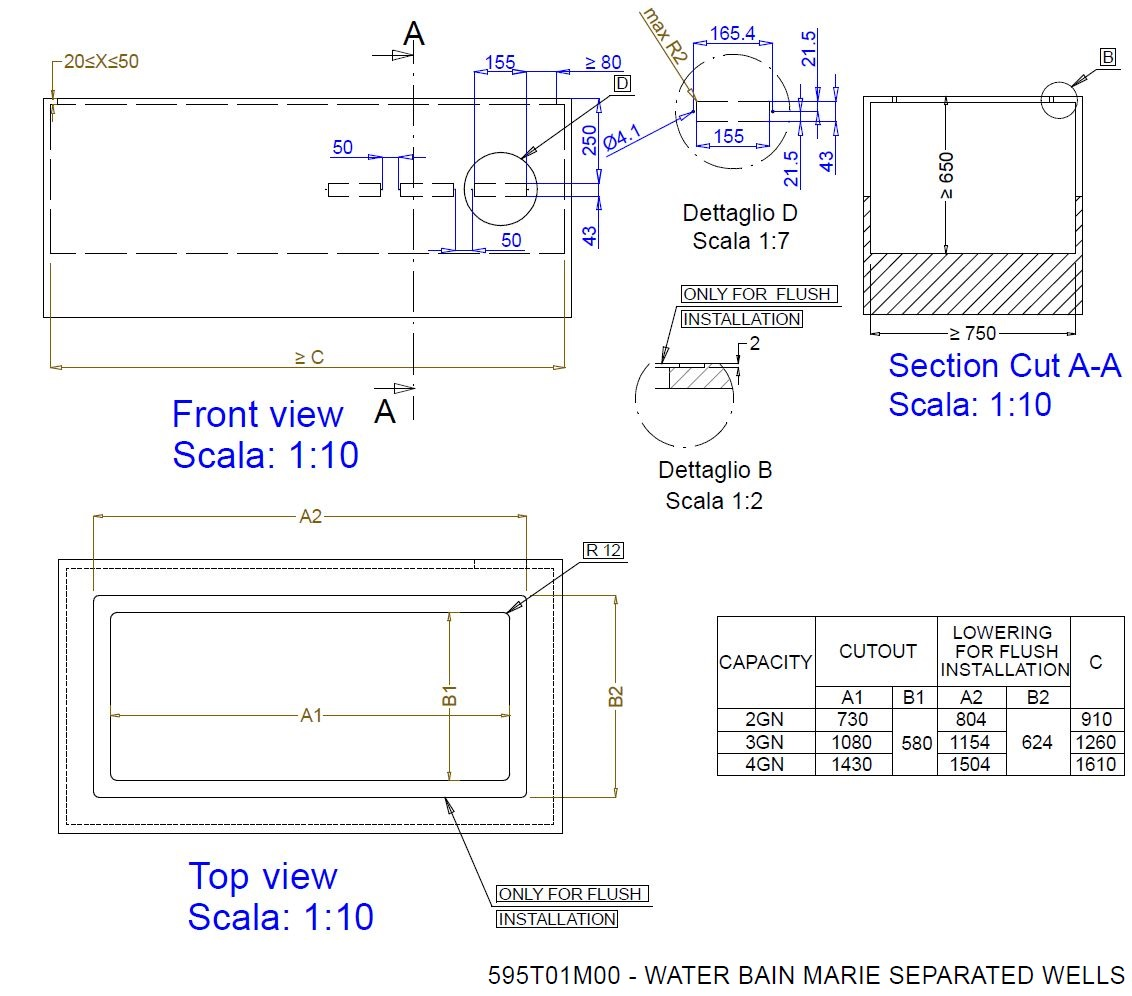 A
20≤X≤50
155
≥ 80
D
50
250
50
43
≥ C
A
Front view
Scala: 1:10
max R2
165.4
21.5
Ø4.1
155
21.5
43
Dettaglio D
Scala 1:7
B
≥ 650
≥ 750
Section Cut A-A
Scala: 1:10
ONLY FOR FLUSH
INSTALLATION
2
Dettaglio B
Scala 1:2
A2
R 12
B1
B2
A1
Top view
Scala: 1:10
ONLY FOR FLUSH
INSTALLATION
CAPACITY CUTOUT LOWERING FOR FLUSH INSTALLATION C
A1 B1 A2 B2
2GN 730 804 910
3GN 1080 580 1154 624 1260
4GN 1430 1504 1610
595T01M00 - WATER BAIN MARIE SEPARATED WELLS